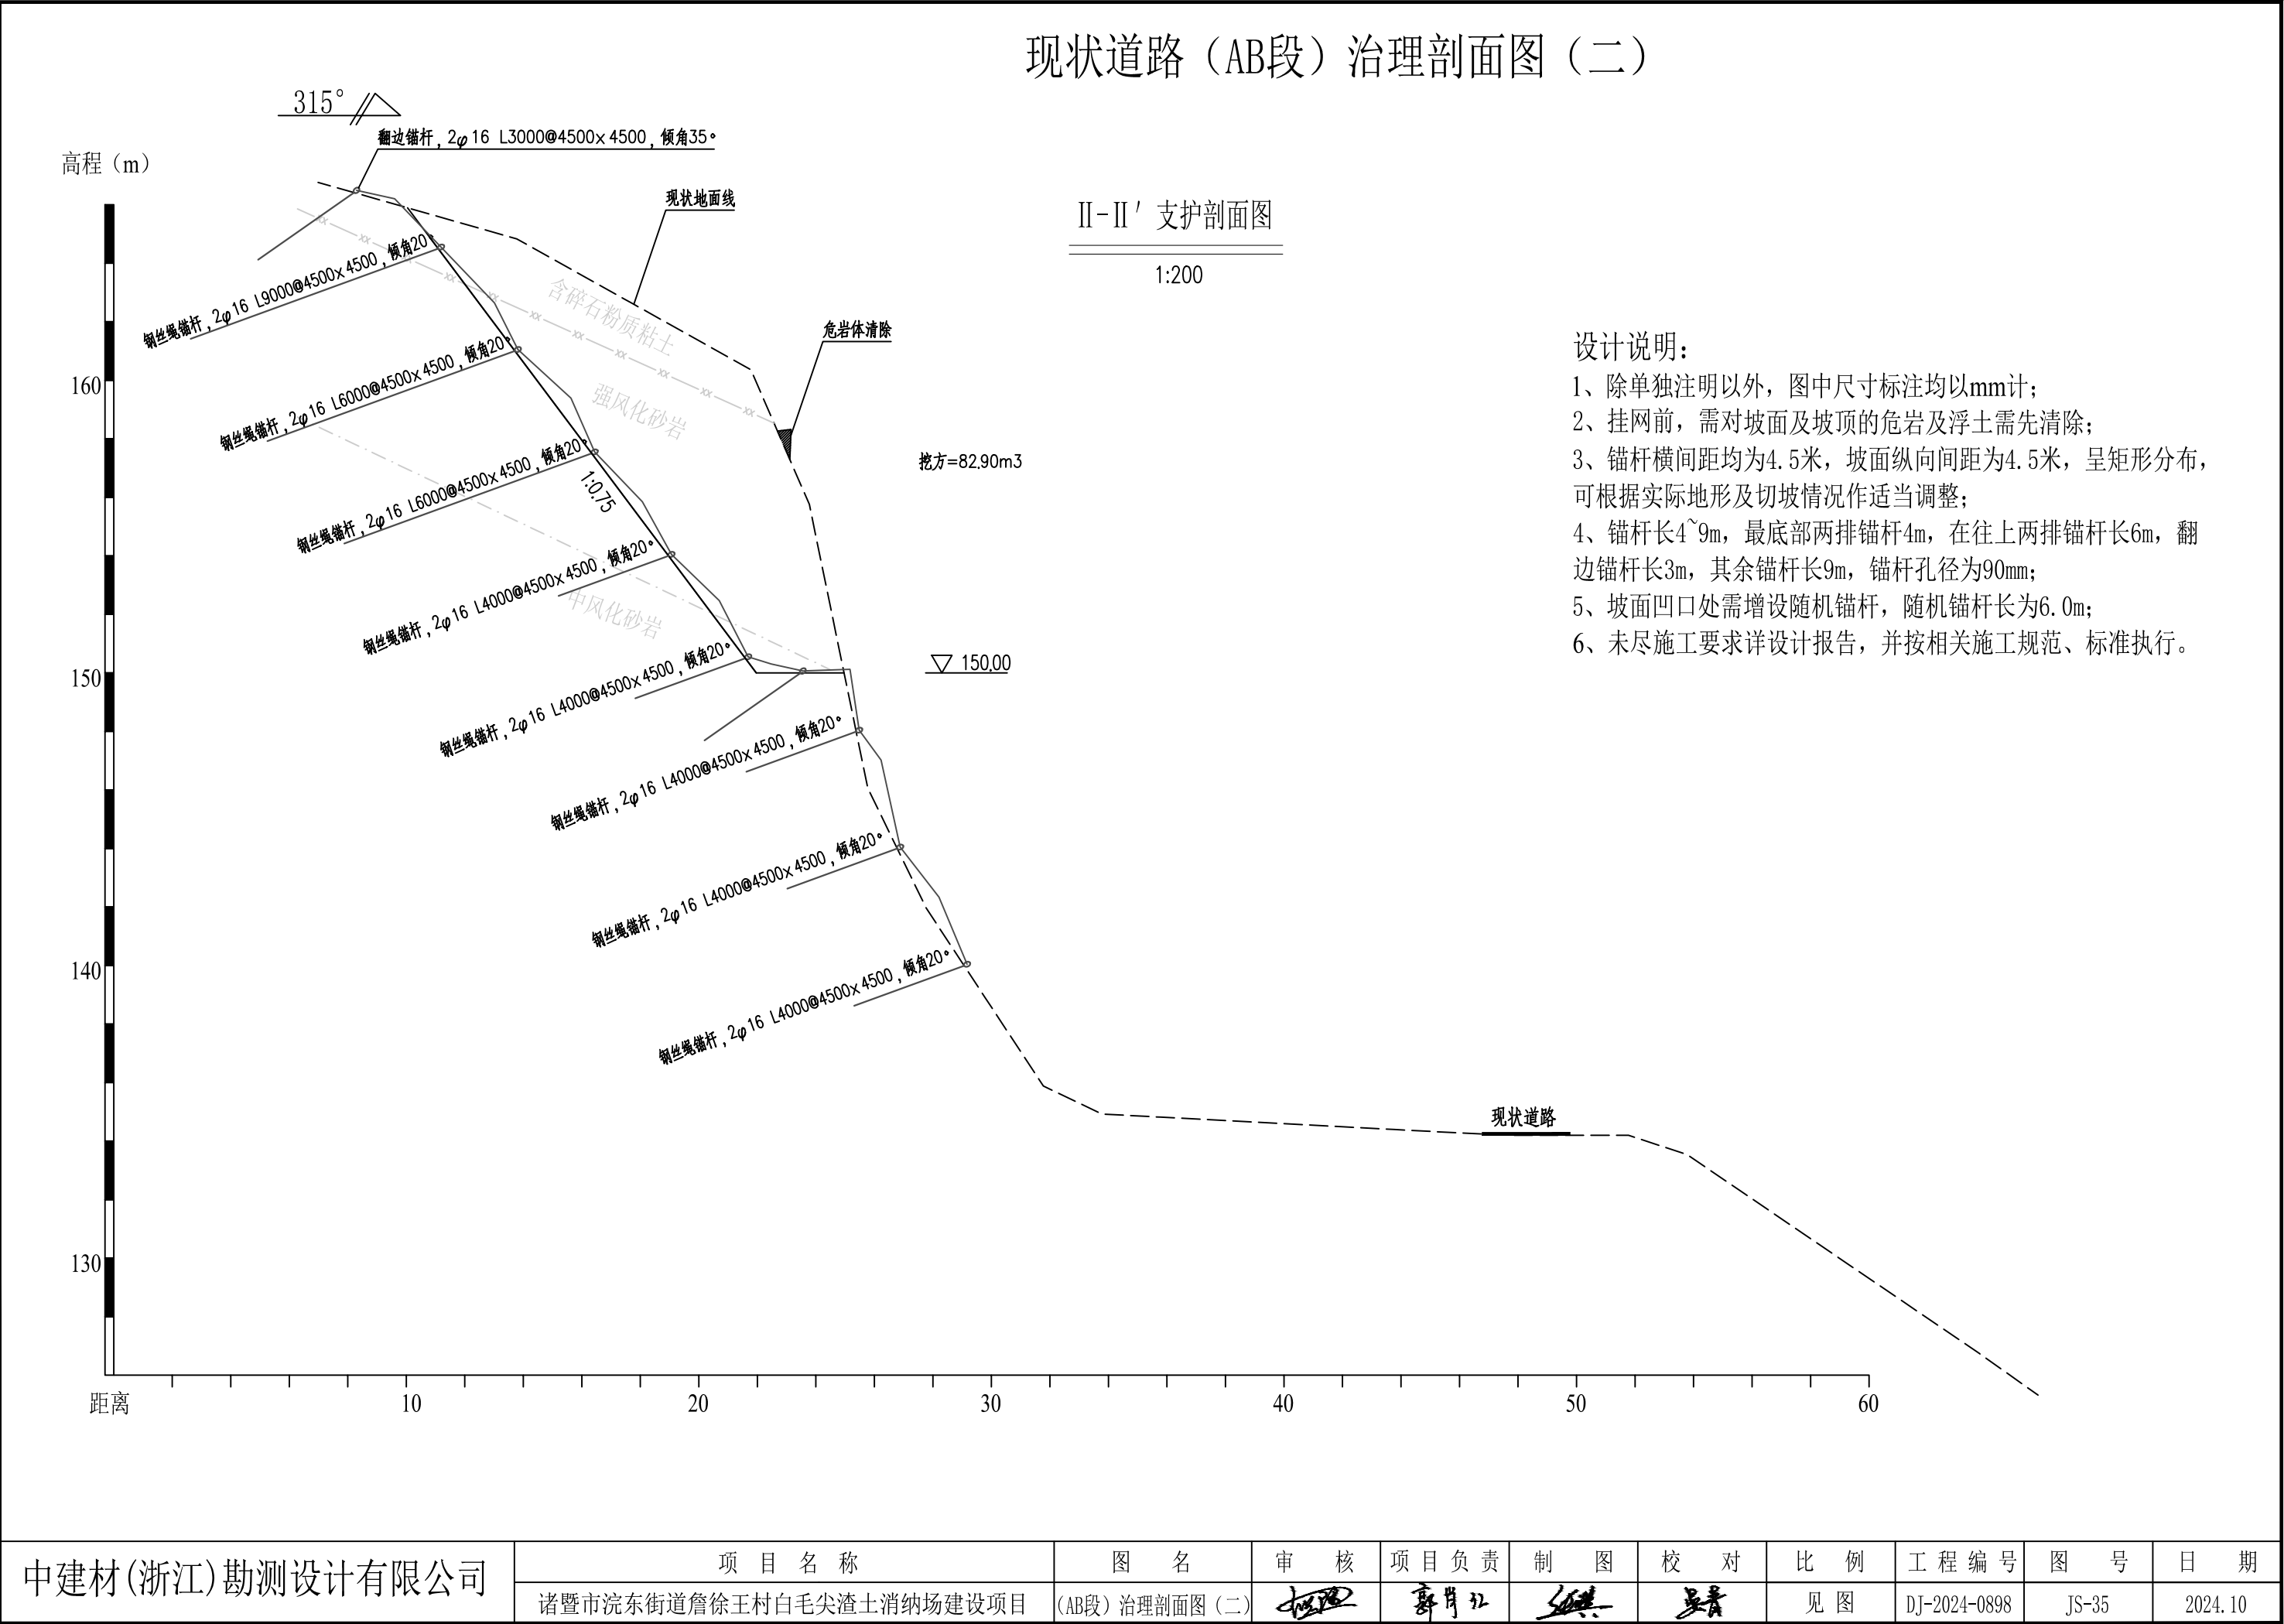 现状道路（AB段）治理剖面图（二）
315°
翻边锚杆，2φ16 L3000@4500x4500，倾角35°
高程（m）
现状地面线
II-II′支护剖面图
1:200
钢丝绳锚杆，2φ16 L9000@4500x4500，倾角20°
含碎石粉质粘土
危岩体清除
设计说明：
1、除单独注明以外，图中尺寸标注均以mm计；
2、挂网前，需对坡面及坡顶的危岩及浮土需先清除；
3、锚杆横间距均为4.5米，坡面纵向间距为4.5米，呈矩形分布，
可根据实际地形及切坡情况作适当调整；
4、锚杆长4~9m，最底部两排锚杆4m，在往上两排锚杆长6m，翻
边锚杆长3m，其余锚杆长9m，锚杆孔径为90mm；
5、坡面凹口处需增设随机锚杆，随机锚杆长为6.0m；
6、未尽施工要求详设计报告，并按相关施工规范、标准执行。
160
钢丝绳锚杆，2φ16 L6000@4500x4500，倾角20°
强风化砂岩
挖方=82.90m3
钢丝绳锚杆，2φ16 L6000@4500x4500，倾角20°
1:0.75
钢丝绳锚杆，2φ16 L4000@4500x4500，倾角20°
中风化砂岩
150
150.00
钢丝绳锚杆，2φ16 L4000@4500x4500，倾角20°
钢丝绳锚杆，2φ16 L4000@4500x4500，倾角20°
钢丝绳锚杆，2φ16 L4000@4500x4500，倾角20°
140
钢丝绳锚杆，2φ16 L4000@4500x4500，倾角20°
现状道路
130
距离 10 20 30 40 50 60
中建材(浙江)勘测设计有限公司
项目名称 图名 审核 项目负责 制图 校对 比例 工程编号 图号 日期
诸暨市浣东街道詹徐王村白毛尖渣土消纳场建设项目 (AB段）治理剖面图（二) 见图 DJ-2024-0898 JS-35 2024.10